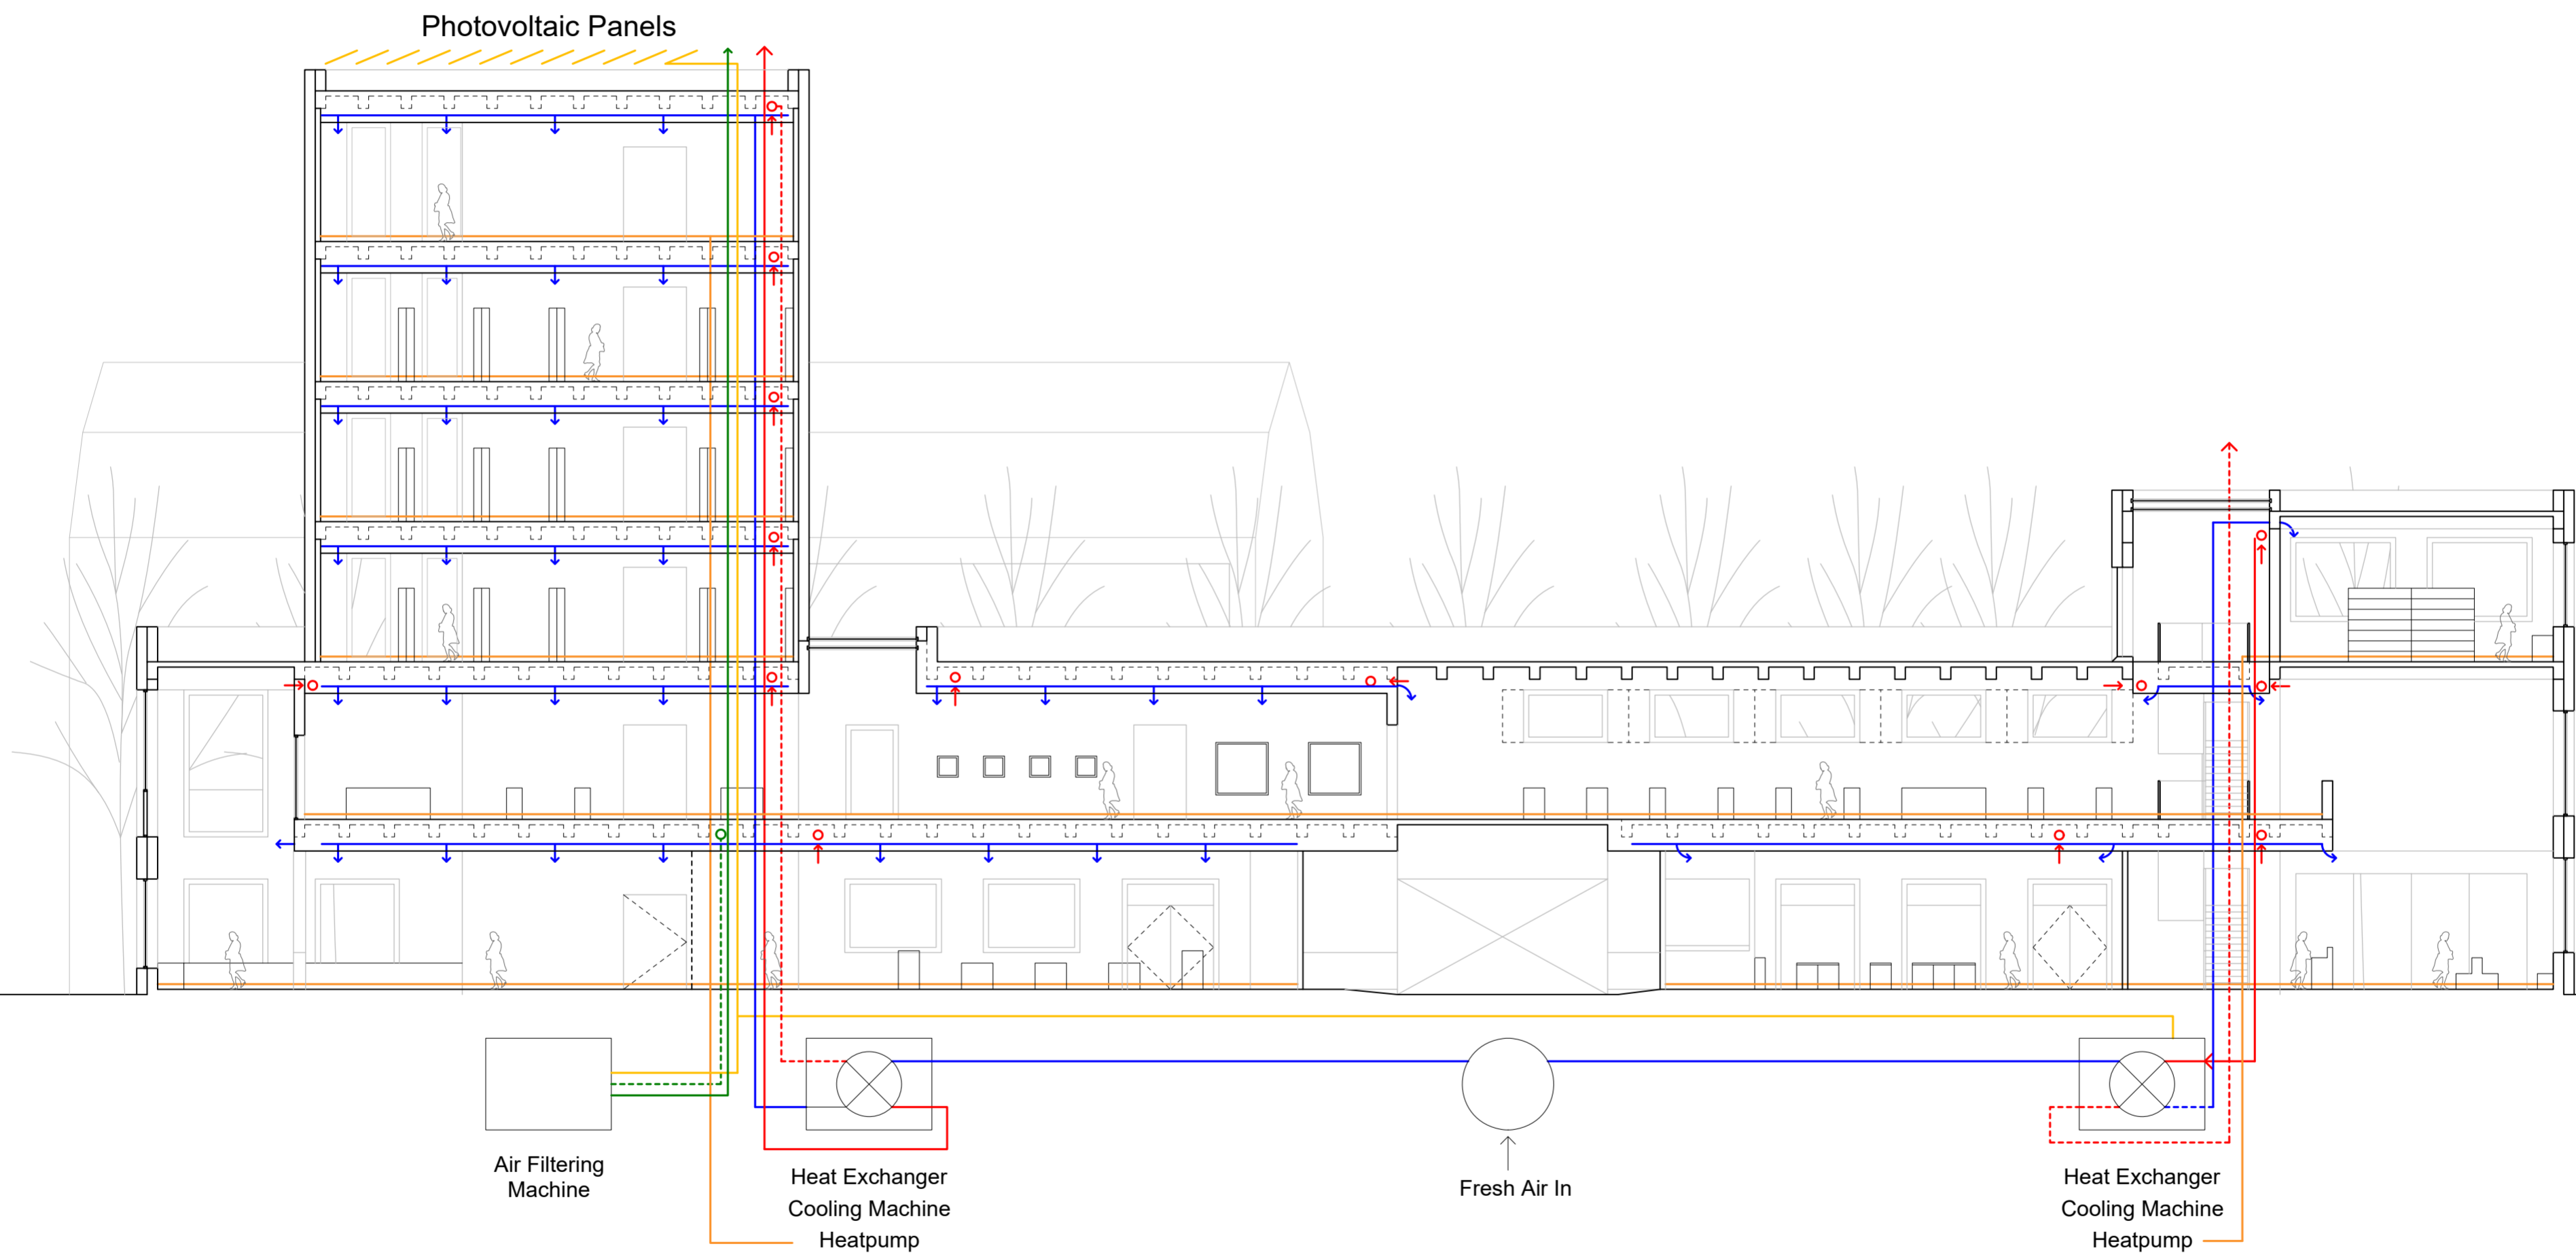 Photovoltaic Panels
Air Filtering
Machine
Heat Exchanger
Cooling Machine
Heatpump
Fresh Air In
Heat Exchanger
Cooling Machine
Heatpump